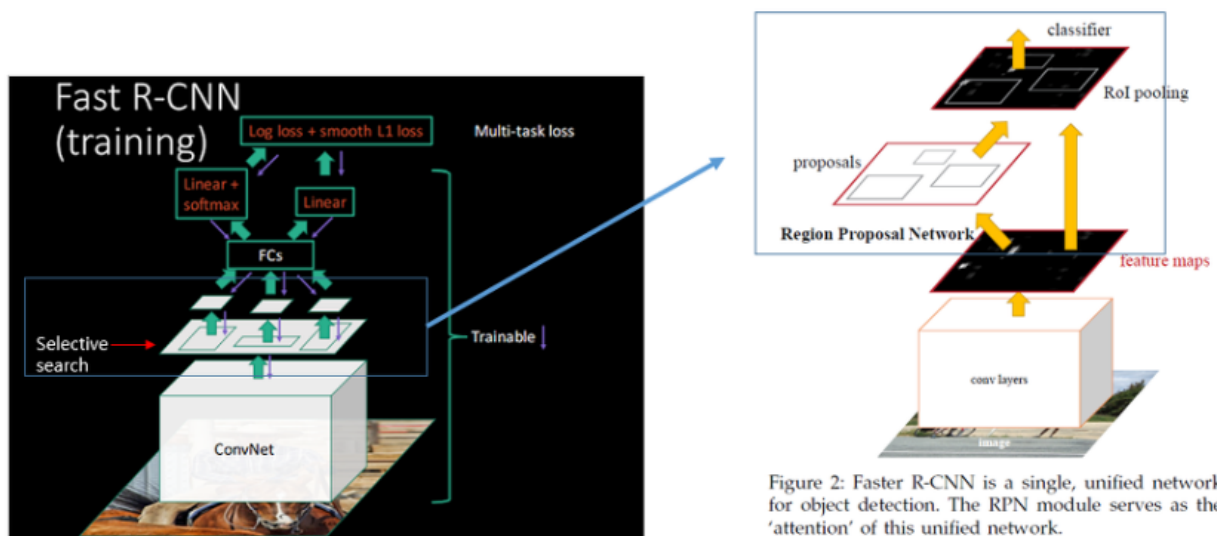 Fast R-CNN
(training)
Log loss + smooth L1 loss
Multi-task loss
Linear +
softmax
Linear
FCs
Selective
search
Trainable
ConvNet
classifier
RoI pooling
proposals
Region Proposal Network
feature maps
conv layers
image
Figure 2: Faster R-CNN is a single, unified network
for object detection. The RPN module serves as the
‘attention’ of this unified network.